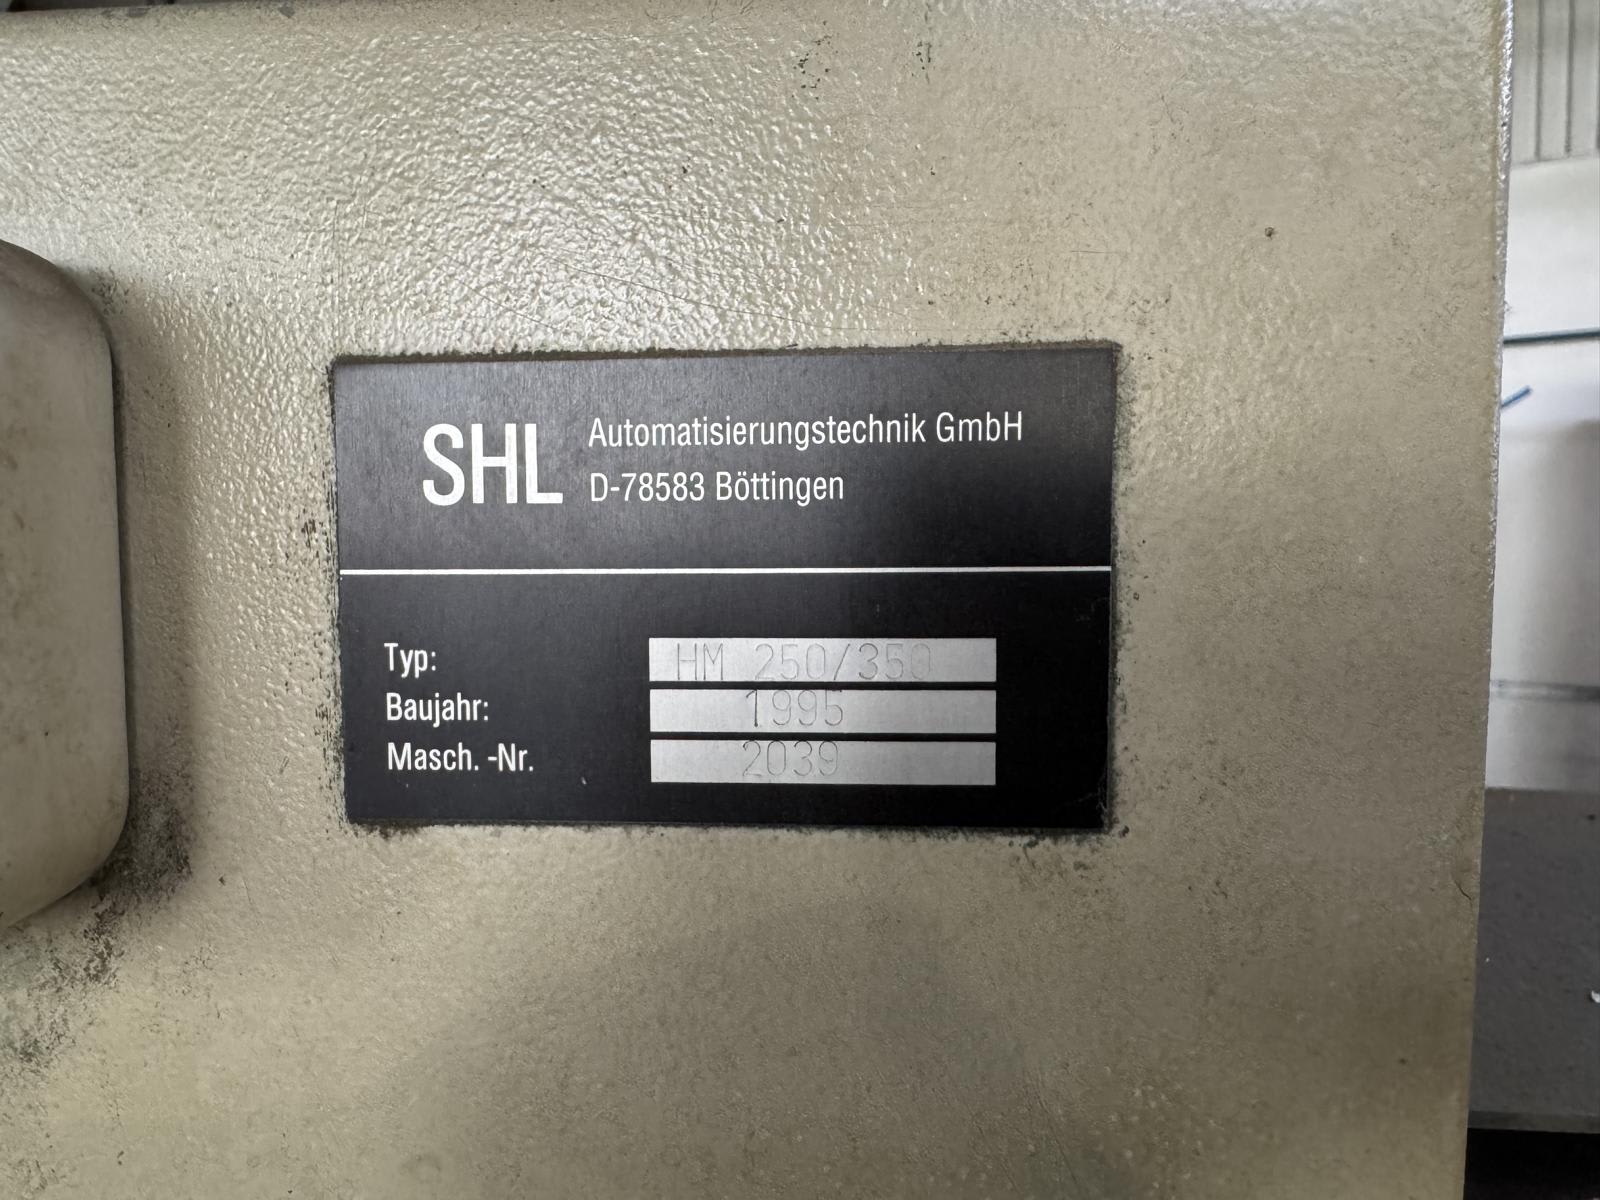 SHL Automatisierungstechnik GmbH
D-78583 Böttingen
Typ: HM 250/350
Baujahr: 1995
Masch. -Nr. 2039